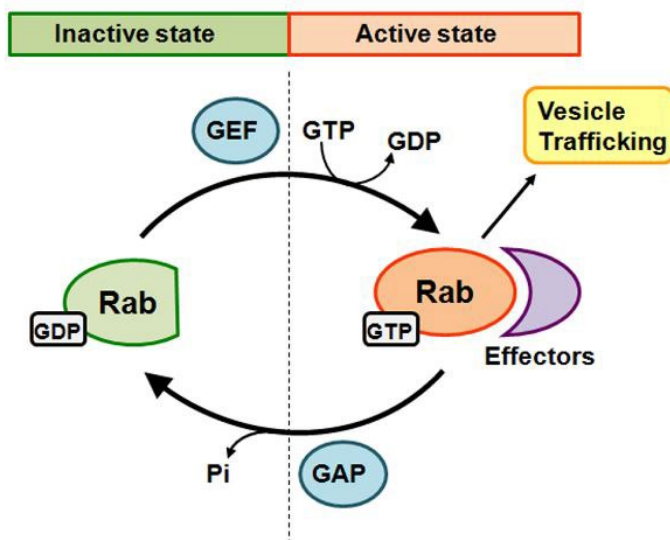 Inactive state
Active state
GEF
GTP
GDP
Vesicle
Trafficking
Rab
GDP
Rab
GTP
Effectors
Pi
GAP